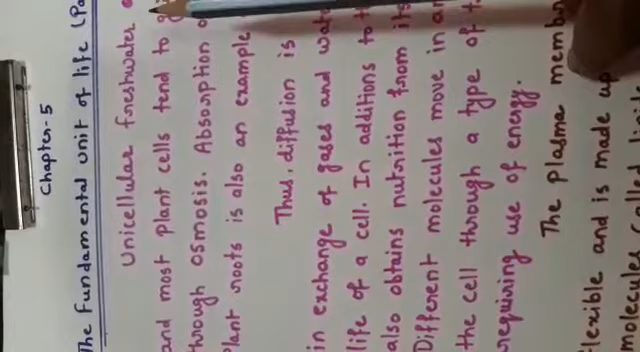 Chapter-5
The Fundamental unit of life (Pa
Unicellular freshwater
and most plant cells tend to
through osmosis. Absorption o
Plant roots is also an example
Thus, diffusion is
in exchange of gases and wat
life of a cell. In additions to t
also obtains nutrition from its
Different molecules move in an
the cell through a type of t
requiring use of energy.
The plasma memb
flexible and is made up
molecules called